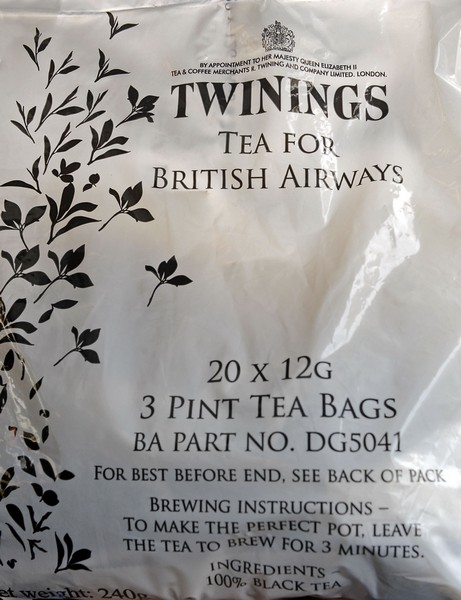 BY APPOINTMENT TO HER MAJESTY QUEEN ELIZABETH II
TEA & COFFEE MERCHANTS R. TWINING AND COMPANY LIMITED. LONDON.
TWININGS
TEA FOR
BRITISH AIRWAYS
20 X 12G
3 PINT TEA BAGS
BA PART NO. DG5041
FOR BEST BEFORE END, SEE BACK OF PACK
BREWING INSTRUCTIONS –
TO MAKE THE PERFECT POT, LEAVE
THE TEA TO BREW FOR 3 MINUTES.
INGREDIENTS –
100% BLACK TEA
et weight: 240g